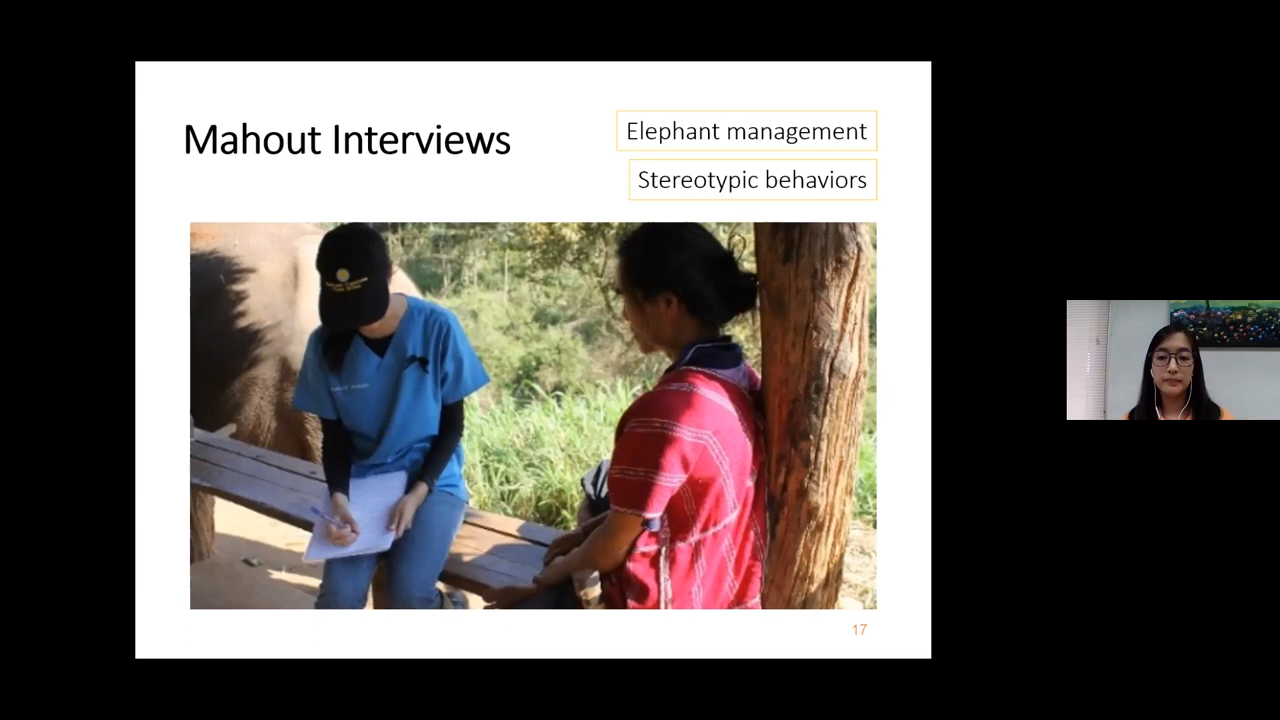 Mahout Interviews
Elephant management
Stereotypic behaviors
17